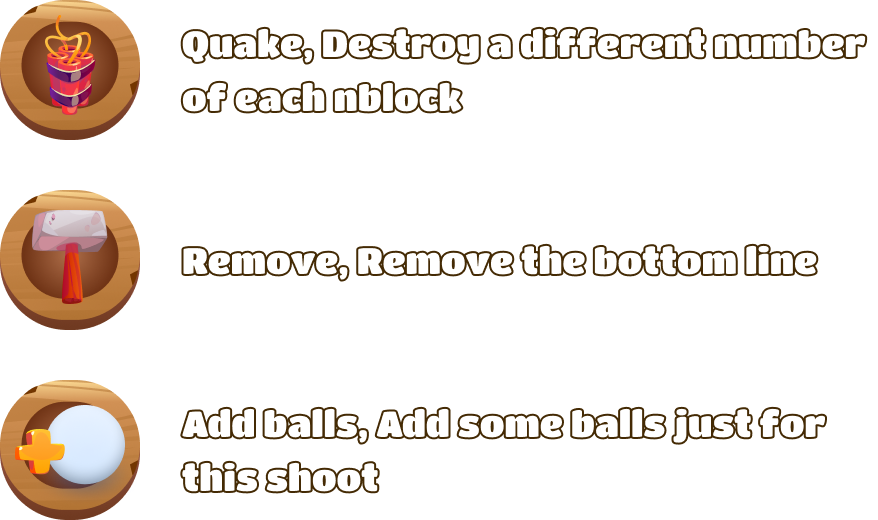 Quake, Destroy a different number
of each nblock
Remove, Remove the bottom line
Add balls, Add some balls just for
this shoot